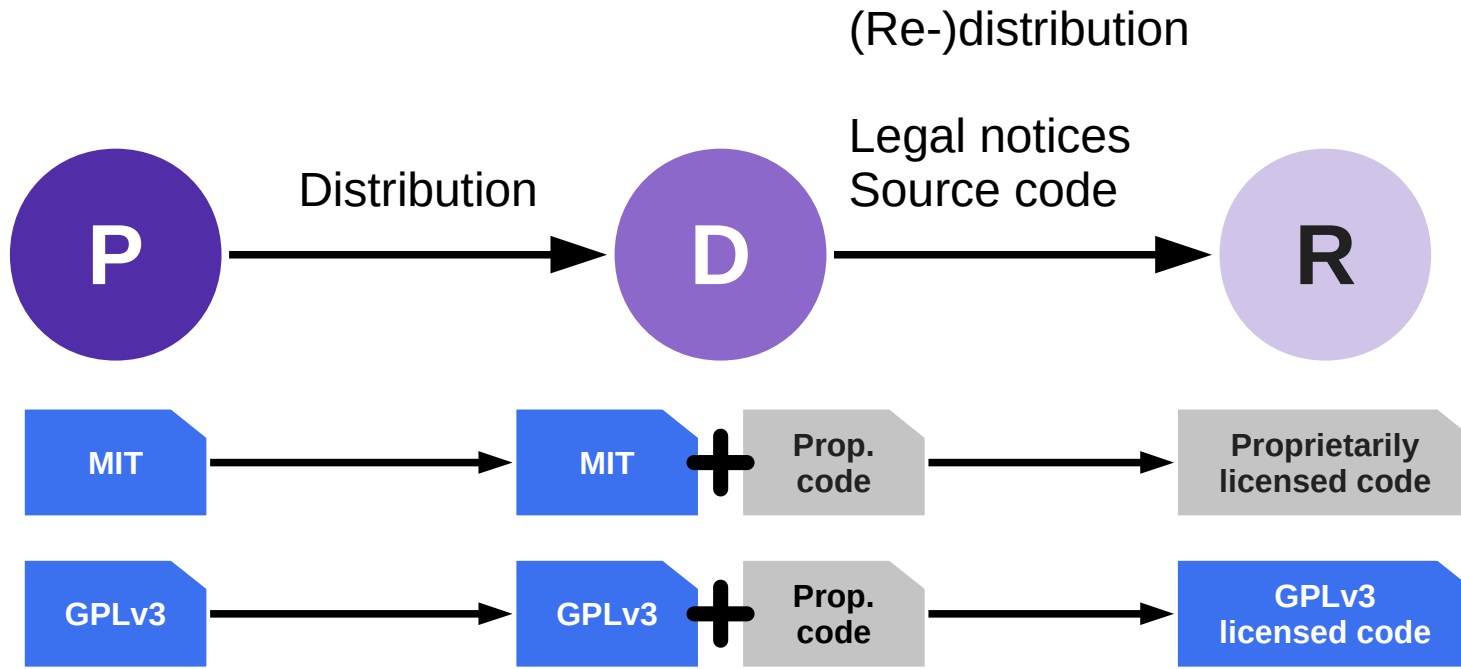 (Re-)distribution
Legal notices
Source code
Distribution
P
D
R
MIT
MIT
Prop.
code
Proprietarily
licensed code
GPLv3
GPLv3
Prop.
code
GPLv3
licensed code